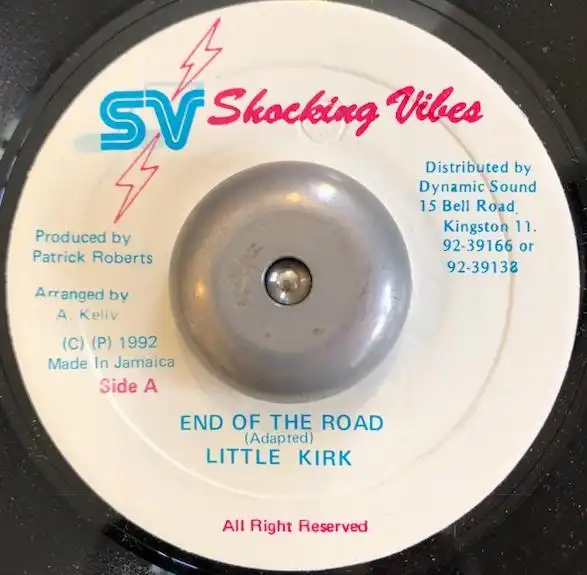 SV Shocking Vibes
Distributed by
Dynamic Sound
15 Bell Road.
Kingston 11.
92-39166 or
92-39138
Produced by
Patrick Roberts
Arranged by
A. Kelly
(C) (P) 1992
Made In Jamaica
Side A
END OF THE ROAD
(Adapted)
LITTLE KIRK
All Right Reserved